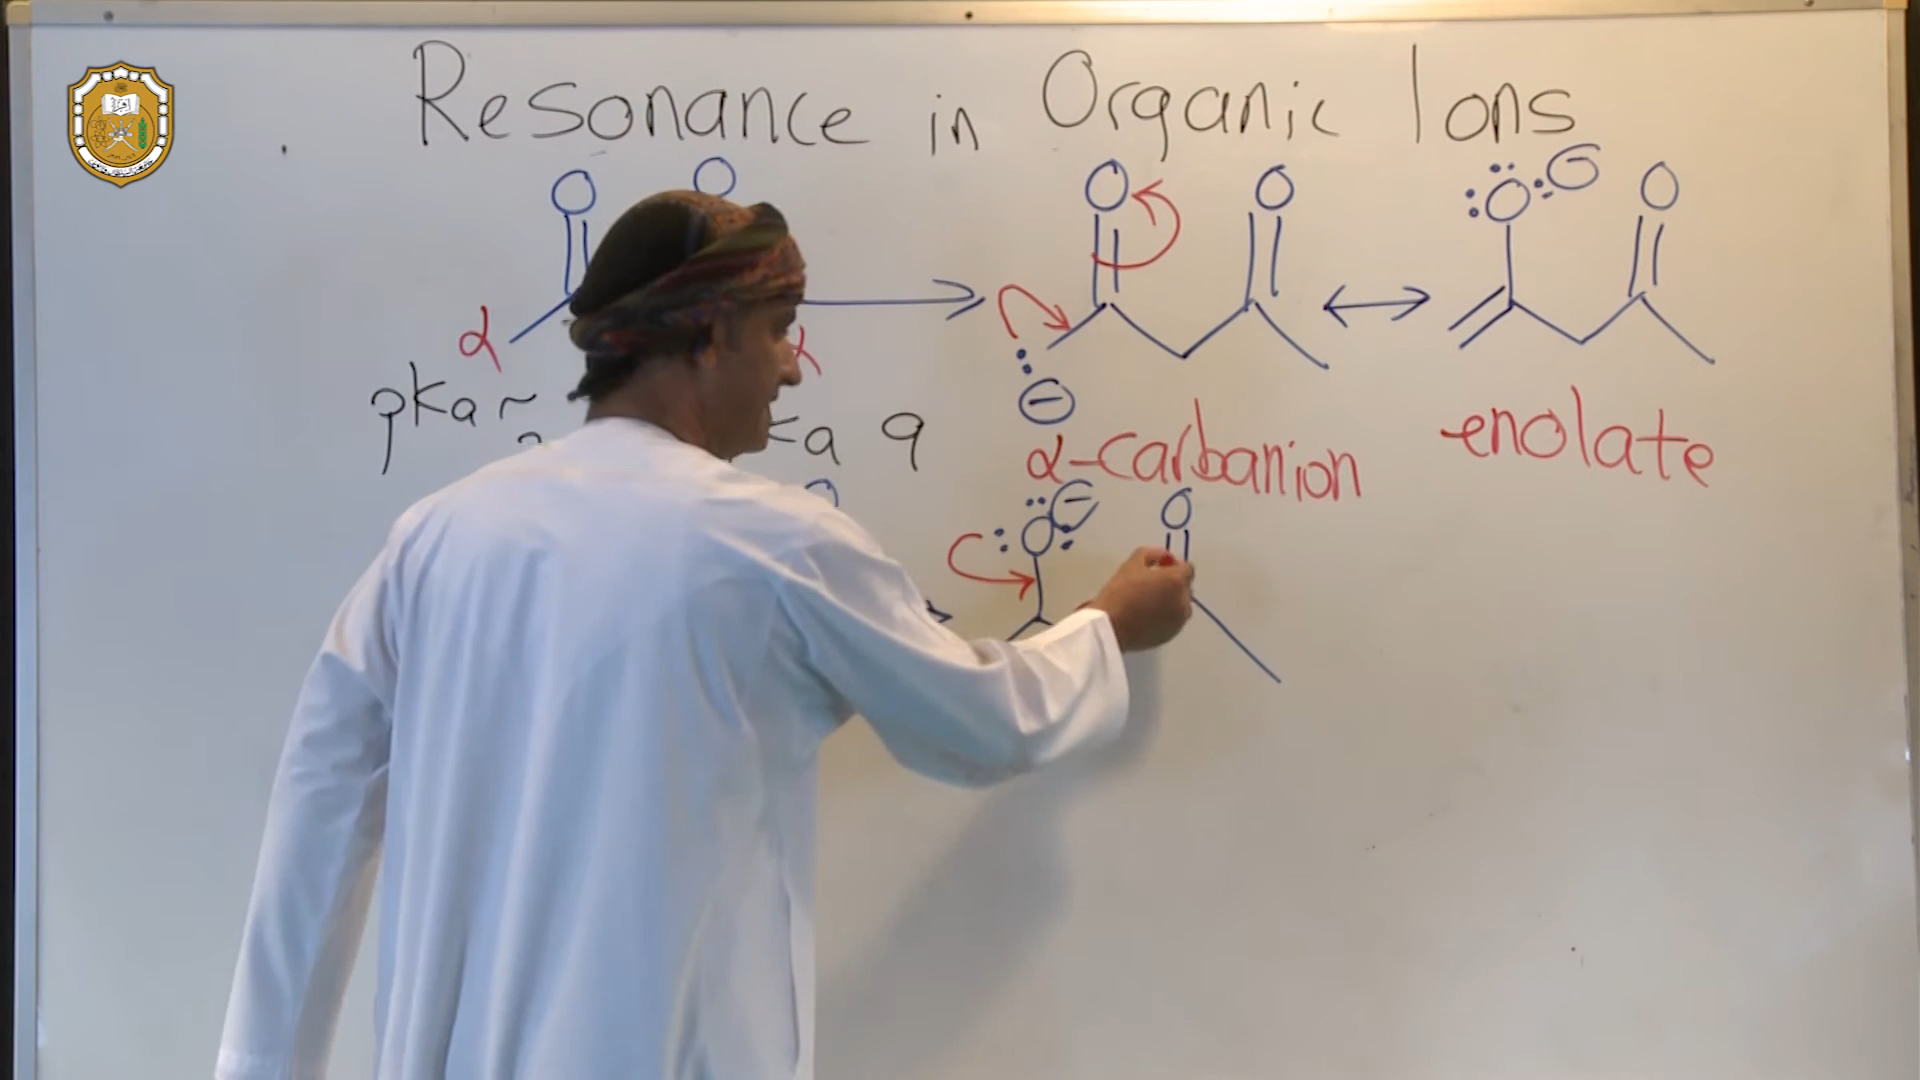 Resonance in Organic Ions
O O O O O ⊖ O
α α
⊖
pKa ~ Ka 9
α-carbanion enolate
O ⊖ O